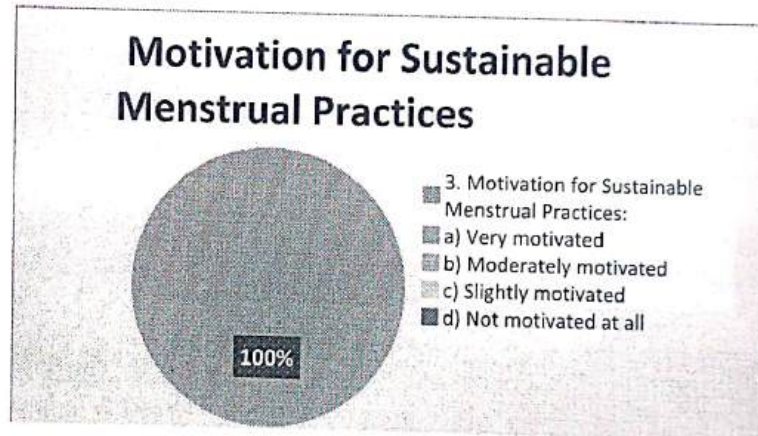 Motivation for Sustainable
Menstrual Practices
3. Motivation for Sustainable
Menstrual Practices:
a) Very motivated
b) Moderately motivated
c) Slightly motivated
d) Not motivated at all
100%